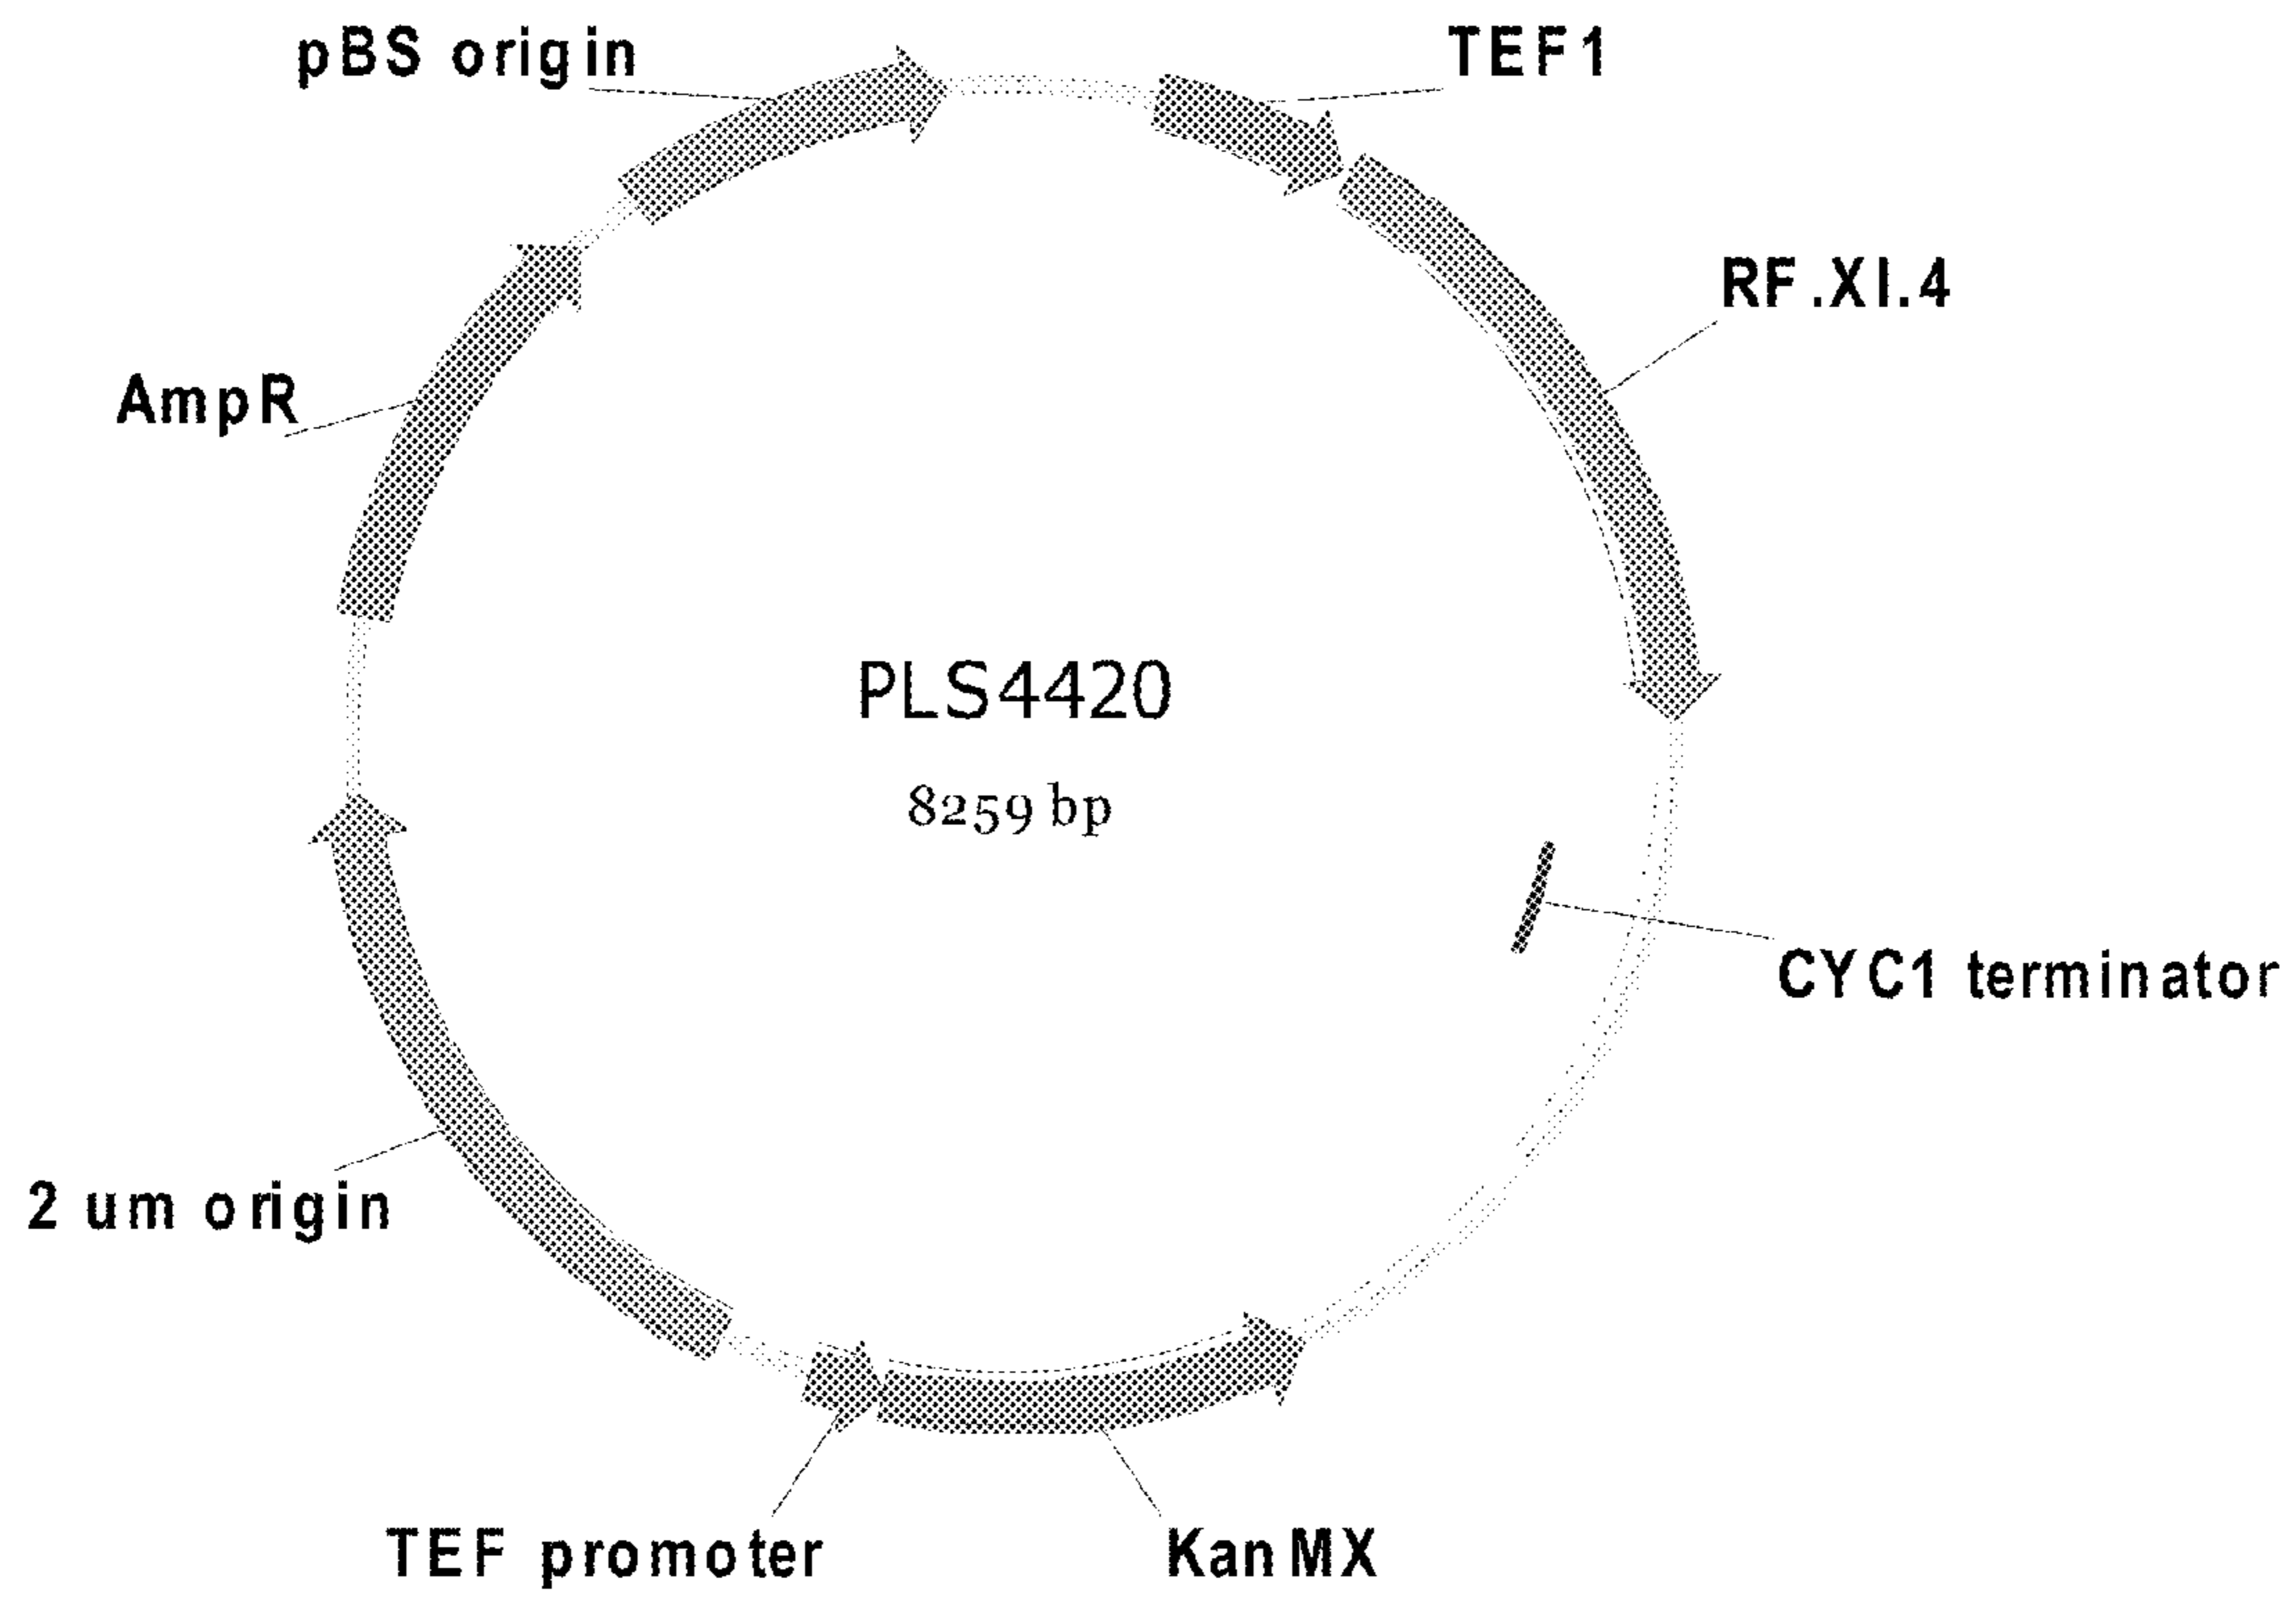 pBS origin
TEF1
RF.XI.4
AmpR
PLS4420
8259 bp
CYC1 terminator
2 um origin
TEF promoter
KanMX